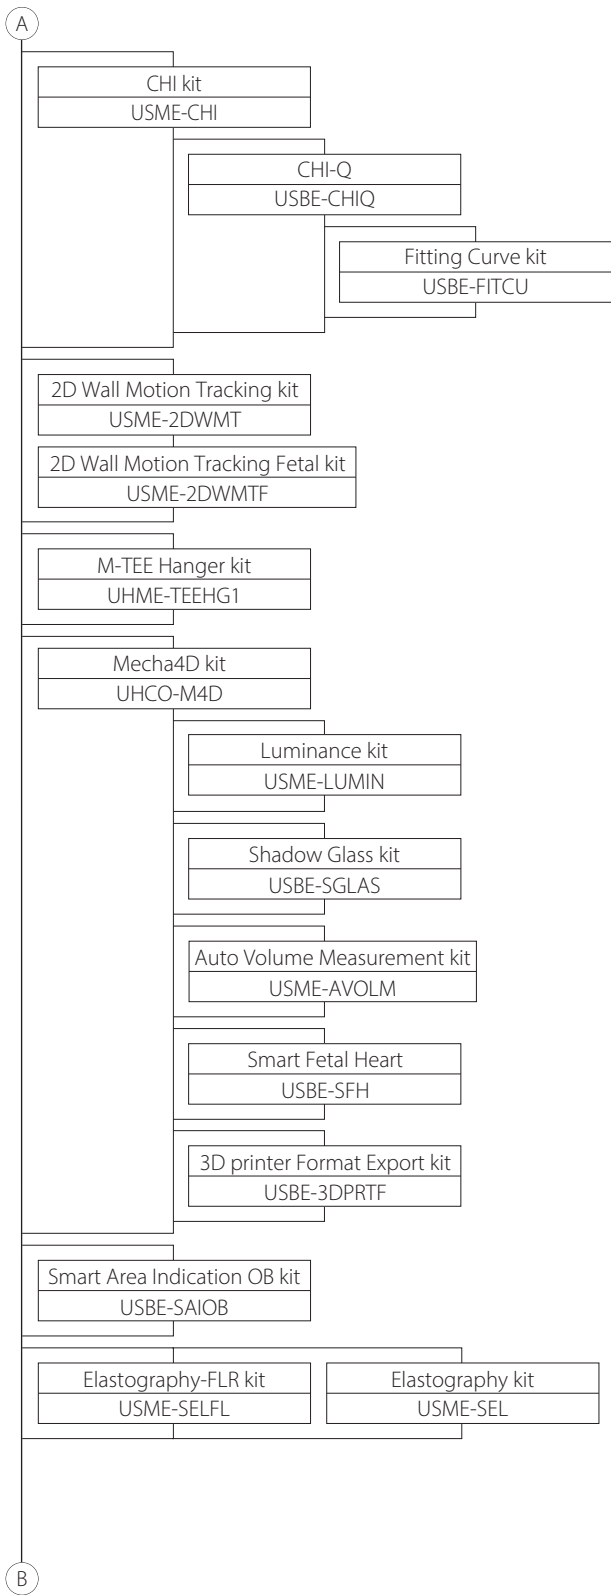 A
CHI kit
USME-CHI
CHI-Q
USBE-CHIQ
Fitting Curve kit
USBE-FITCU
2D Wall Motion Tracking kit
USME-2DWMT
2D Wall Motion Tracking Fetal kit
USME-2DWMTF
M-TEE Hanger kit
UHME-TEEHG1
Mecha4D kit
UHCO-M4D
Luminance kit
USME-LUMIN
Shadow Glass kit
USBE-SGLAS
Auto Volume Measurement kit
USME-AVOLM
Smart Fetal Heart
USBE-SFH
3D printer Format Export kit
USBE-3DPRTF
Smart Area Indication OB kit
USBE-SAIOB
Elastography-FLR kit
USME-SELFL
Elastography kit
USME-SEL
B